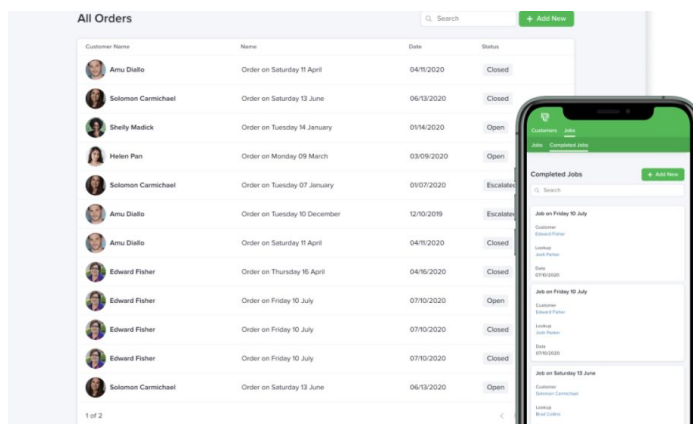 All Orders
Search
+ Add New
Customer Name Name Date Status
Amu Diallo Order on Saturday 11 April 04/11/2020 Closed
Solomon Carmichael Order on Saturday 13 June 06/13/2020 Closed
Shelly Madick Order on Tuesday 14 January 01/14/2020 Open
Helen Pan Order on Monday 09 March 03/09/2020 Open
Solomon Carmichael Order on Tuesday 07 January 01/07/2020 Escalated
Amu Diallo Order on Tuesday 10 December 12/10/2019 Escalated
Amu Diallo Order on Saturday 11 April 04/11/2020 Closed
Edward Fisher Order on Thursday 16 April 04/16/2020 Closed
Edward Fisher Order on Friday 10 July 07/10/2020 Open
Edward Fisher Order on Friday 10 July 07/10/2020 Closed
Edward Fisher Order on Friday 10 July 07/10/2020 Closed
Solomon Carmichael Order on Saturday 13 June 06/13/2020 Open
1 of 2
Customers Jobs
Jobs Completed Jobs
Completed Jobs
+ Add New
Search
Job on Friday 10 July
Customer
Edward Fisher
Lookup
Josh Parker
Date
07/10/2020
Job on Friday 10 July
Customer
Edward Fisher
Lookup
Josh Parker
Date
07/10/2020
Job on Saturday 13 June
Customer
Solomon Carmichael
Lookup
Brad Collins